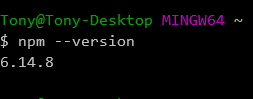 Tony@Tony-Desktop MINGW64 ~
$ npm --version
6.14.8